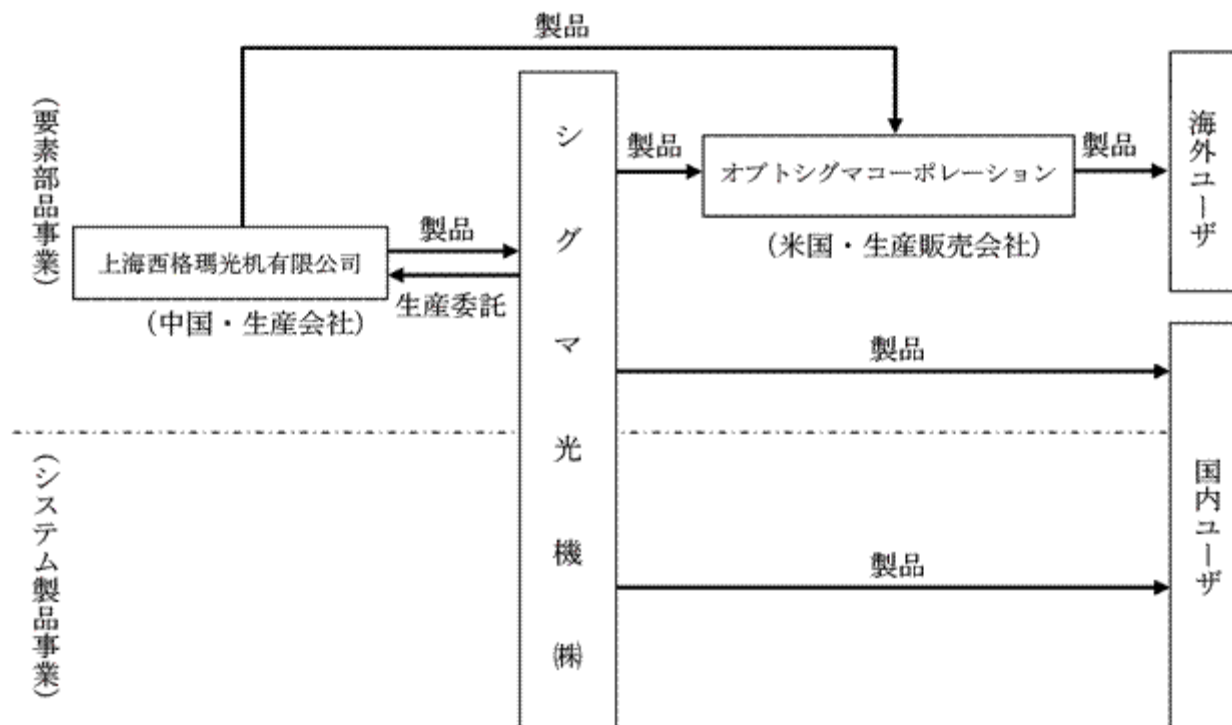 製品
（要素部品事業）
シグマ光機㈱
製品
オプトシグマコーポレーション
（米国・生産販売会社）
製品
海外ユーザ
上海西格瑪光机有限公司
（中国・生産会社）
製品
生産委託
製品
国内ユーザ
（システム製品事業）
製品